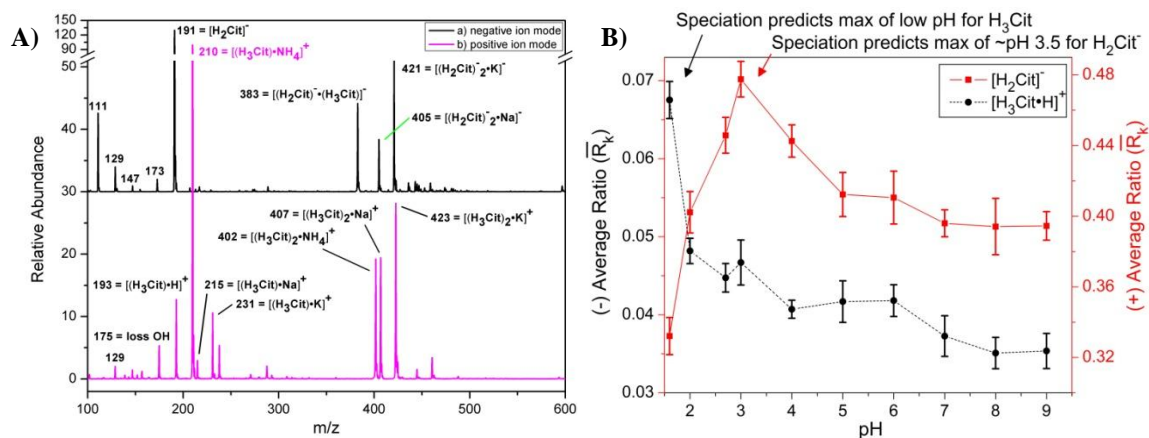 A)
Relative Abundance
150
130
110
90
50
40
30
20
10
0
a) negative ion mode
b) positive ion mode
191 = [H₂Cit]⁻
210 = [(H₃Cit)•NH₄]⁺
421 = [(H₂Cit)⁻₂•K]⁻
383 = [(H₂Cit)⁻•(H₃Cit)]⁻
405 = [(H₂Cit)⁻₂•Na]⁻
111
129
147
173
407 = [(H₃Cit)₂•Na]⁺
423 = [(H₃Cit)₂•K]⁺
402 = [(H₃Cit)₂•NH₄]⁺
193 = [(H₃Cit)•H]⁺
215 = [(H₃Cit)•Na]⁺
231 = [(H₃Cit)•K]⁺
175 = loss OH
129
100 200 300 400 500 600
m/z
B)
Speciation predicts max of low pH for H₃Cit
Speciation predicts max of ~pH 3.5 for H₂Cit⁻
[H₂Cit]⁻
[H₃Cit•H]⁺
(-) Average Ratio (R̅ₖ)
0.07
0.06
0.05
0.04
0.03
0.48
0.44
0.40
0.36
0.32
(+) Average Ratio (R̅ₖ)
2 3 4 5 6 7 8 9
pH